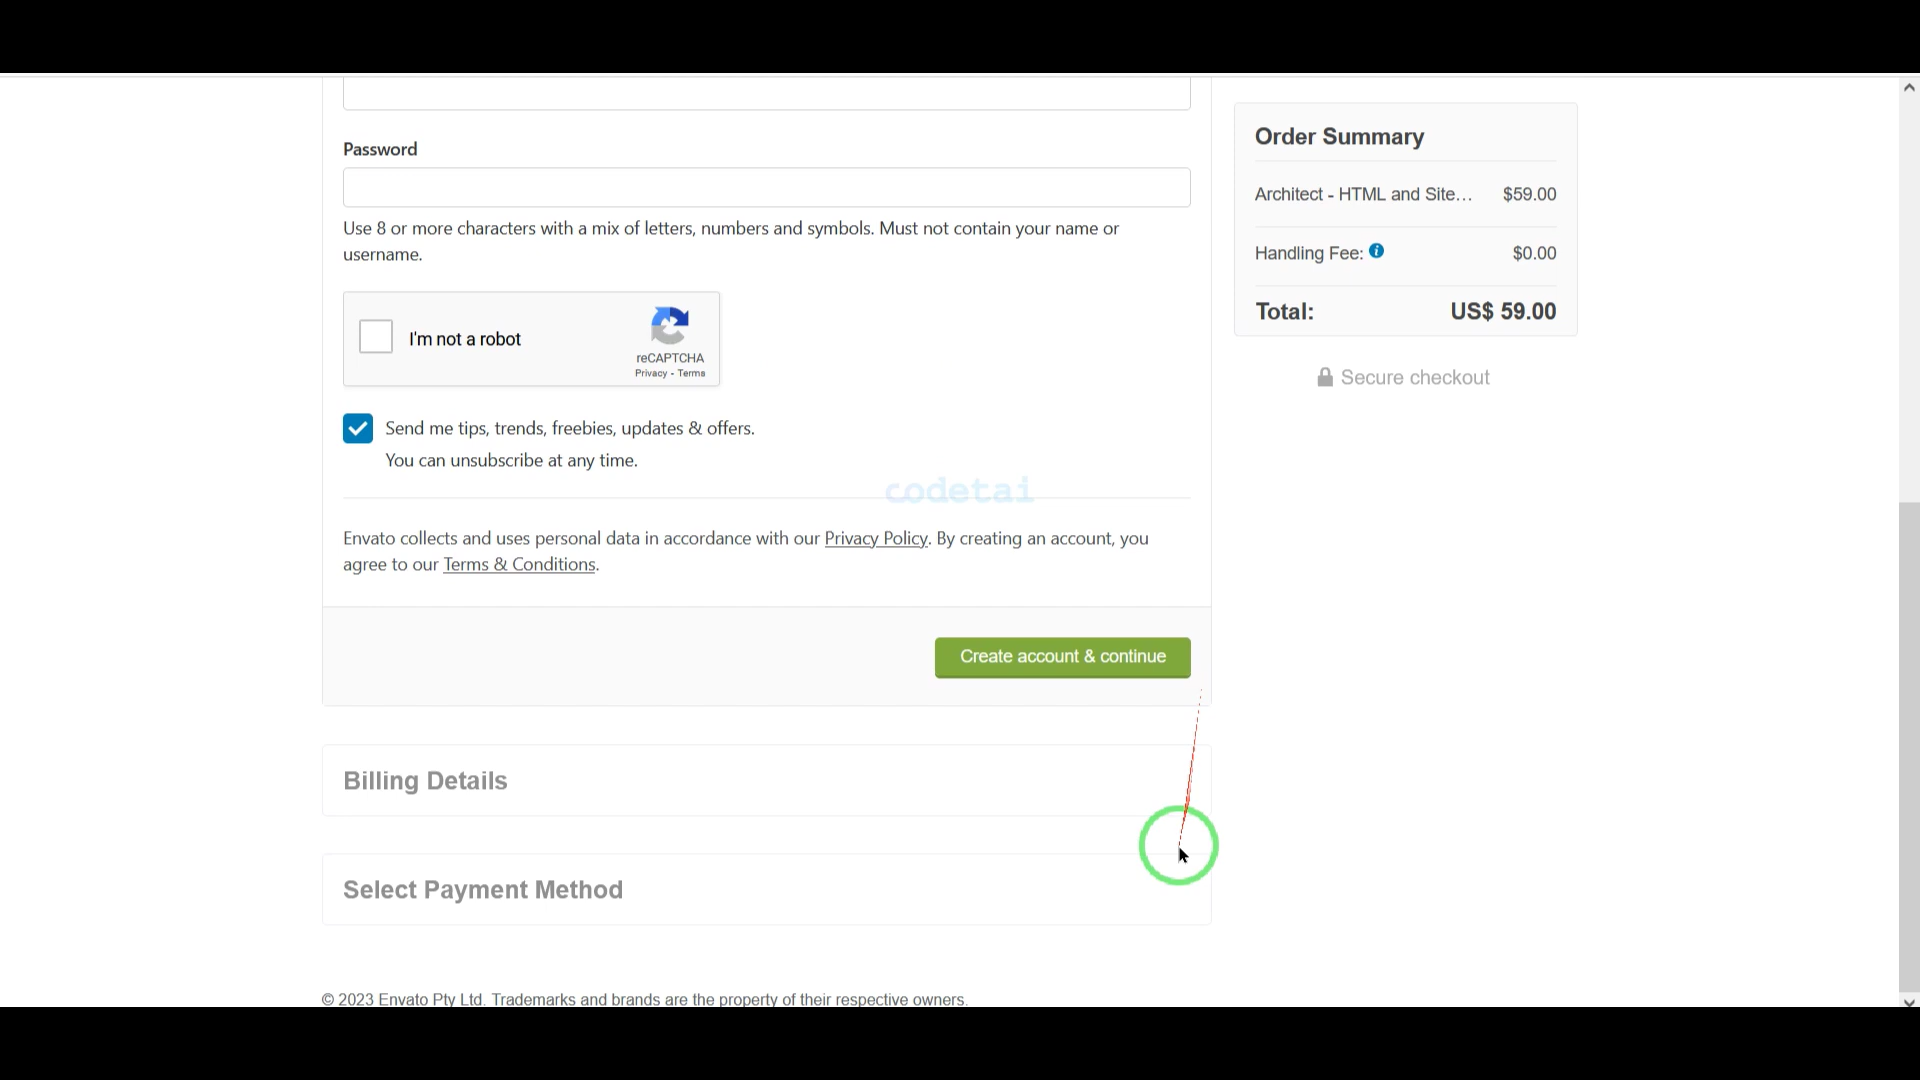 Password
Use 8 or more characters with a mix of letters, numbers and symbols. Must not contain your name or
username.
I'm not a robot
reCAPTCHA
Privacy - Terms
Send me tips, trends, freebies, updates & offers.
You can unsubscribe at any time.
codetai
Envato collects and uses personal data in accordance with our Privacy Policy. By creating an account, you
agree to our Terms & Conditions.
Create account & continue
Billing Details
Select Payment Method
© 2023 Envato Pty Ltd. Trademarks and brands are the property of their respective owners.
Order Summary
Architect - HTML and Site... $59.00
Handling Fee: $0.00
Total: US$ 59.00
Secure checkout